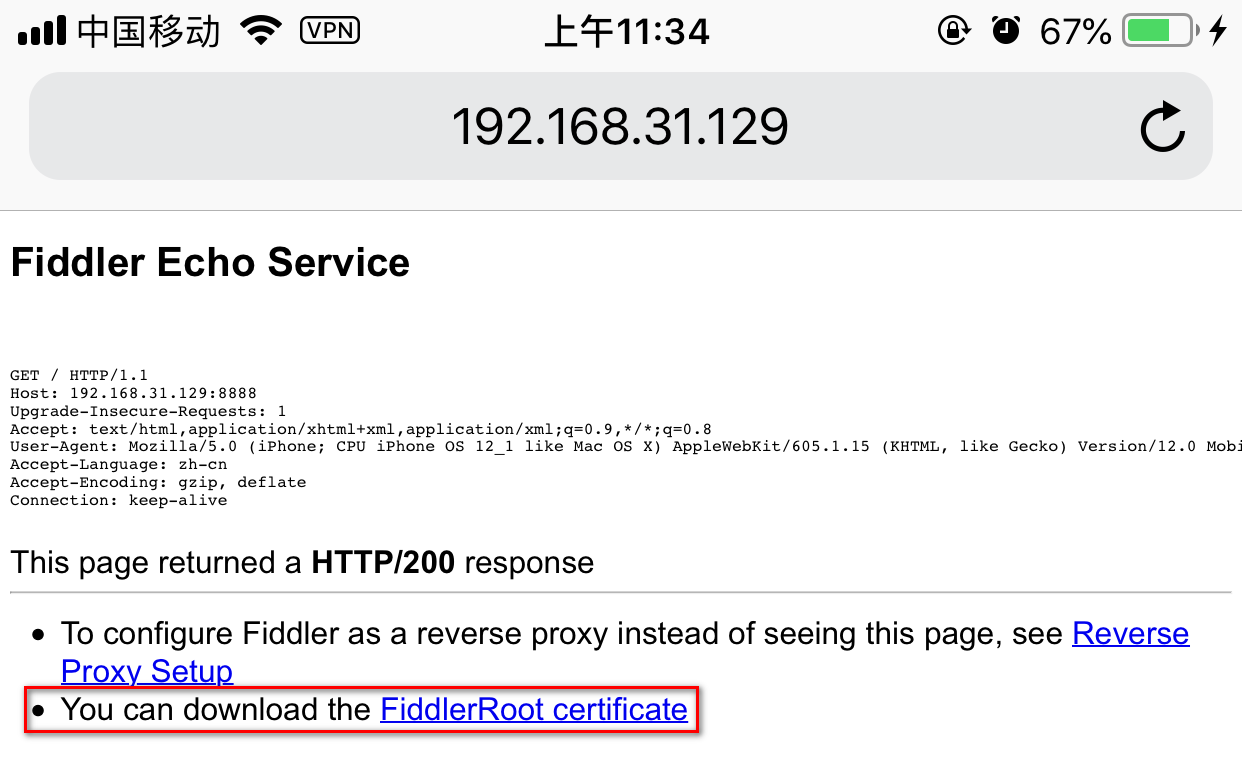 中国移动 VPN 上午11:34 67%
192.168.31.129
Fiddler Echo Service
GET / HTTP/1.1
Host: 192.168.31.129:8888
Upgrade-Insecure-Requests: 1
Accept: text/html,application/xhtml+xml,application/xml;q=0.9,*/*;q=0.8
User-Agent: Mozilla/5.0 (iPhone; CPU iPhone OS 12_1 like Mac OS X) AppleWebKit/605.1.15 (KHTML, like Gecko) Version/12.0 Mobi
Accept-Language: zh-cn
Accept-Encoding: gzip, deflate
Connection: keep-alive
This page returned a HTTP/200 response
• To configure Fiddler as a reverse proxy instead of seeing this page, see Reverse
Proxy Setup
• You can download the FiddlerRoot certificate